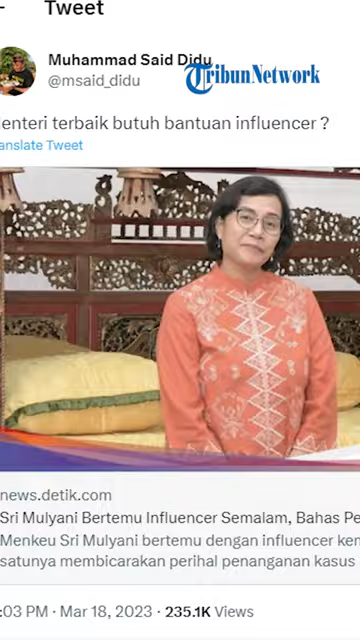 Tweet
Muhammad Said Didu
TribunNetwork
@msaid_didu
enteri terbaik butuh bantuan influencer ?
anslate Tweet
news.detik.com
Sri Mulyani Bertemu Influencer Semalam, Bahas Pe
Menkeu Sri Mulyani bertemu dengan influencer ken
satunya membicarakan perihal penanganan kasus
:03 PM · Mar 18, 2023 · 235.1K Views